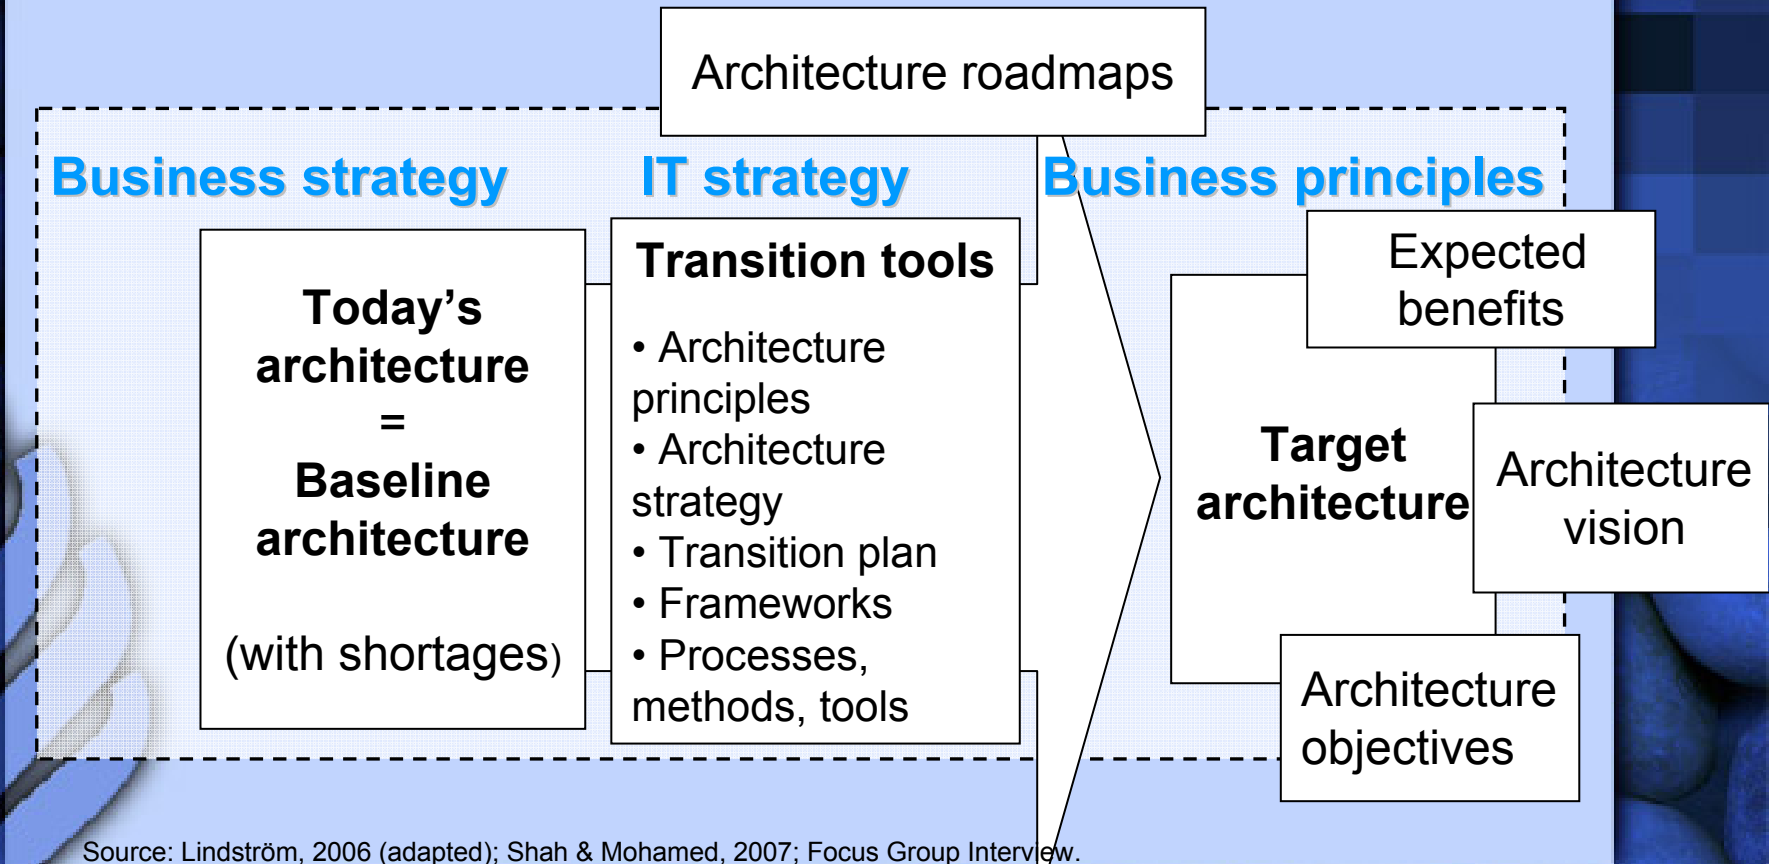 Architecture roadmaps
Business strategy
IT strategy
Business principles
Today’s
architecture
=
Baseline
architecture
(with shortages)
Transition tools
• Architecture
principles
• Architecture
strategy
• Transition plan
• Frameworks
• Processes,
methods, tools
Expected
benefits
Target
architecture
Architecture
vision
Architecture
objectives
Source: Lindström, 2006 (adapted); Shah & Mohamed, 2007; Focus Group Interview.